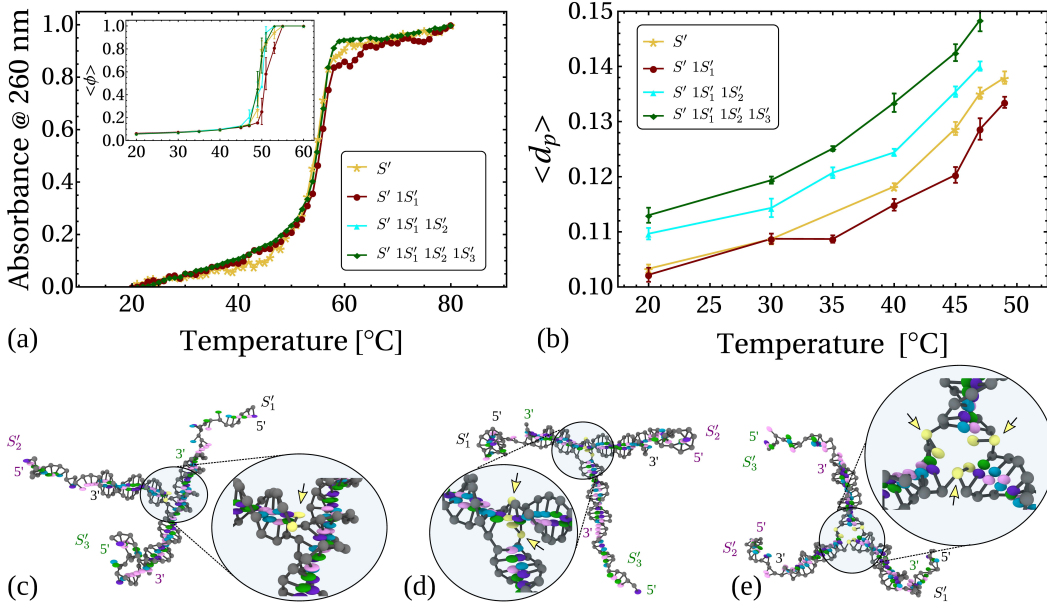 1.0
0.8
0.6
0.4
0.2
0.0
Absorbance @ 260 nm
20 40 60 80
Temperature [°C]
(a)
1.0
0.8
0.6
0.4
0.2
0.0
<ϕ>
20 30 40 50 60
S′
S′ 1S′₁
S′ 1S′₁ 1S′₂
S′ 1S′₁ 1S′₂ 1S′₃
0.15
0.14
0.13
0.12
0.11
0.10
<dₚ>
20 25 30 35 40 45 50
Temperature [°C]
(b)
S′
S′ 1S′₁
S′ 1S′₁ 1S′₂
S′ 1S′₁ 1S′₂ 1S′₃
S′₁
5'
S′₂
5'
3'
3'
S′₃
5'
3'
(c)
5'
3'
S′₁
S′₂
3'
5'
3'
S′₃
5'
(d)
S′₃
5'
3'
5'
S′₂
3'
3'
5'
S′₁
(e)